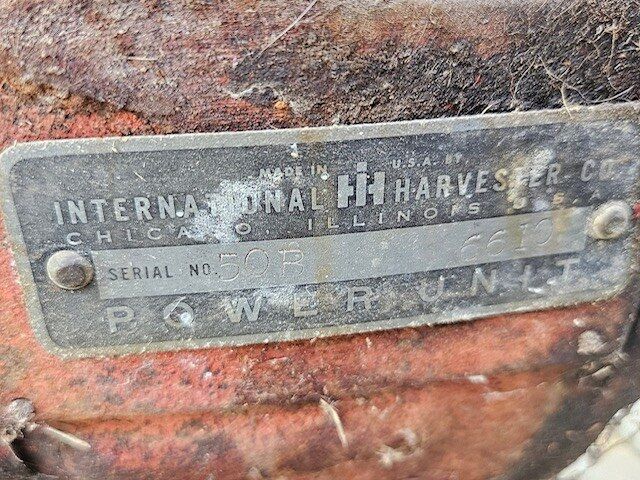 MADE IN U.S.A. BY
INTERNATIONAL IH HARVESTER CO.
CHICAGO, ILLINOIS U.S.A.
SERIAL NO. 50B 6610
POWER UNIT